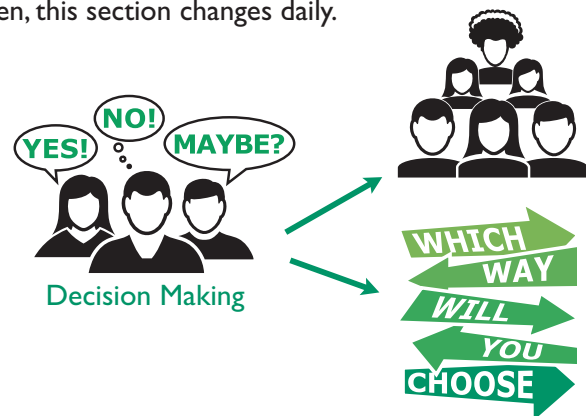 en, this section changes daily.
NO!
YES!
MAYBE?
Decision Making
WHICH
WAY
WILL
YOU
CHOOSE